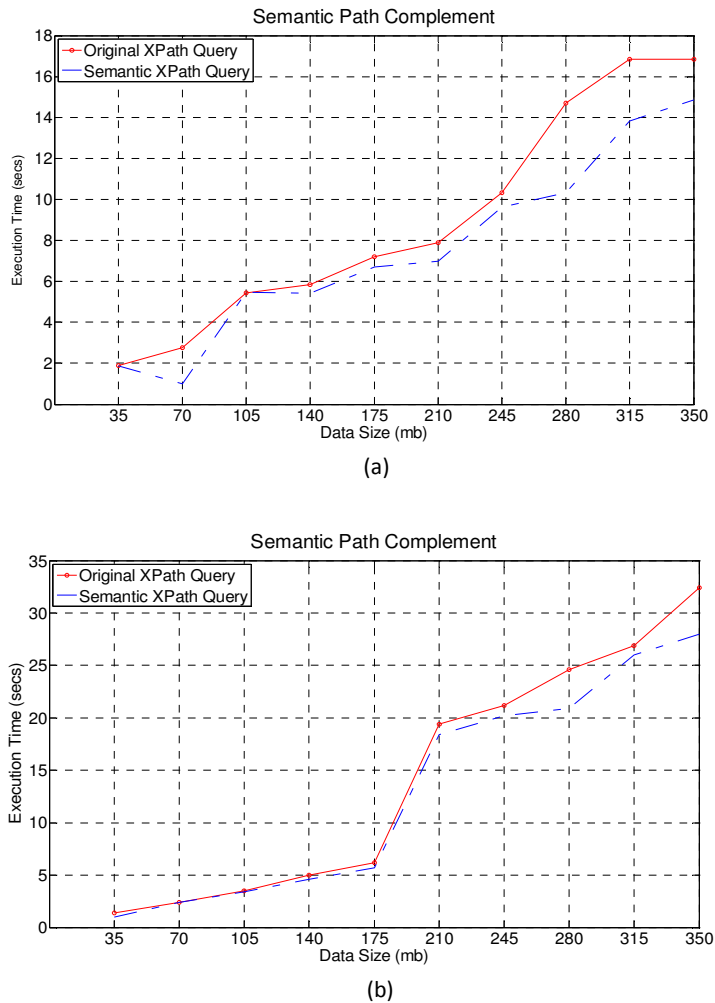 Semantic Path Complement
18
16
14
12
10
8
6
4
2
0
Execution Time (secs)
Original XPath Query
Semantic XPath Query
35 70 105 140 175 210 245 280 315 350
Data Size (mb)
(a)
Semantic Path Complement
35
30
25
20
15
10
5
0
Execution Time (secs)
Original XPath Query
Semantic XPath Query
35 70 105 140 175 210 245 280 315 350
Data Size (mb)
(b)